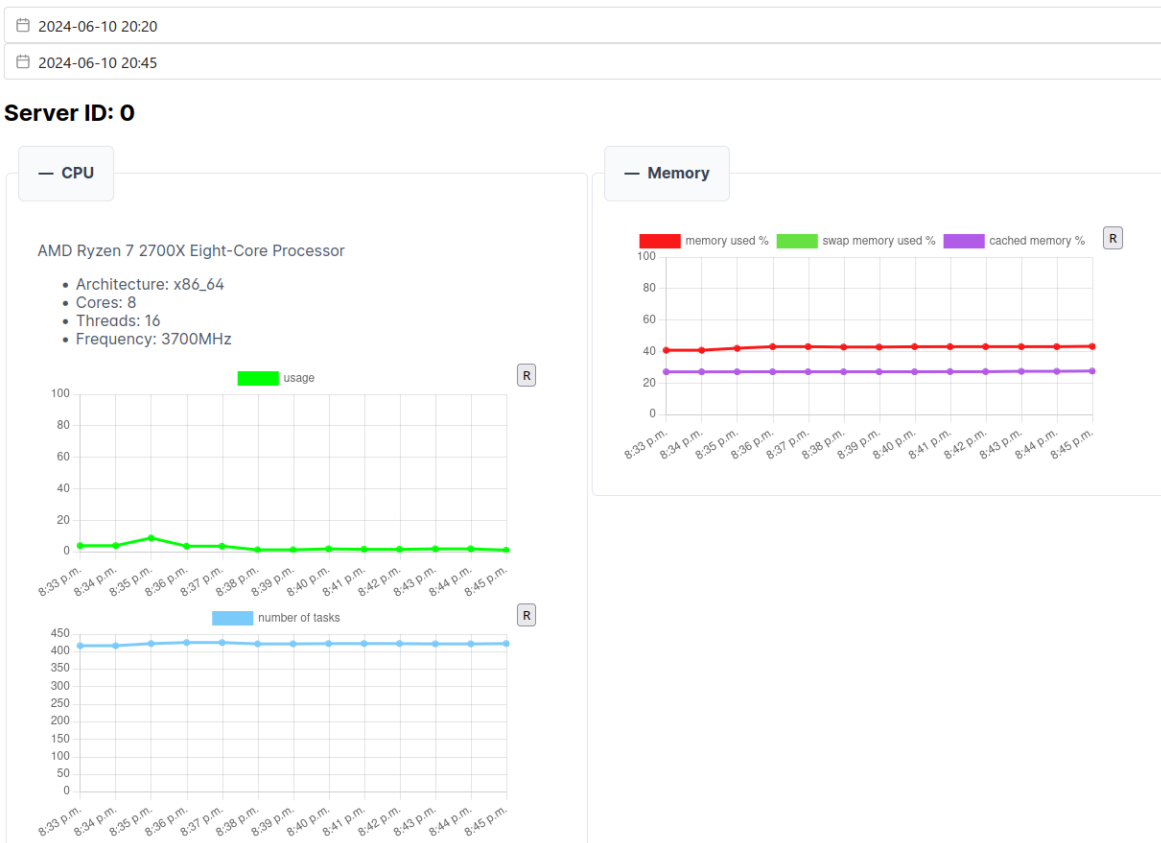 2024-06-10 20:20
2024-06-10 20:45
Server ID: 0
— CPU
AMD Ryzen 7 2700X Eight-Core Processor
• Architecture: x86_64
• Cores: 8
• Threads: 16
• Frequency: 3700MHz
usage
R
100
80
60
40
20
0
8:33 p.m. 8:34 p.m. 8:35 p.m. 8:36 p.m. 8:37 p.m. 8:38 p.m. 8:39 p.m. 8:40 p.m. 8:41 p.m. 8:42 p.m. 8:43 p.m. 8:44 p.m. 8:45 p.m.
number of tasks
R
450
400
350
300
250
200
150
100
50
0
8:33 p.m. 8:34 p.m. 8:35 p.m. 8:36 p.m. 8:37 p.m. 8:38 p.m. 8:39 p.m. 8:40 p.m. 8:41 p.m. 8:42 p.m. 8:43 p.m. 8:44 p.m. 8:45 p.m.
— Memory
memory used % swap memory used % cached memory %
R
100
80
60
40
20
0
8:33 p.m. 8:34 p.m. 8:35 p.m. 8:36 p.m. 8:37 p.m. 8:38 p.m. 8:39 p.m. 8:40 p.m. 8:41 p.m. 8:42 p.m. 8:43 p.m. 8:44 p.m. 8:45 p.m.